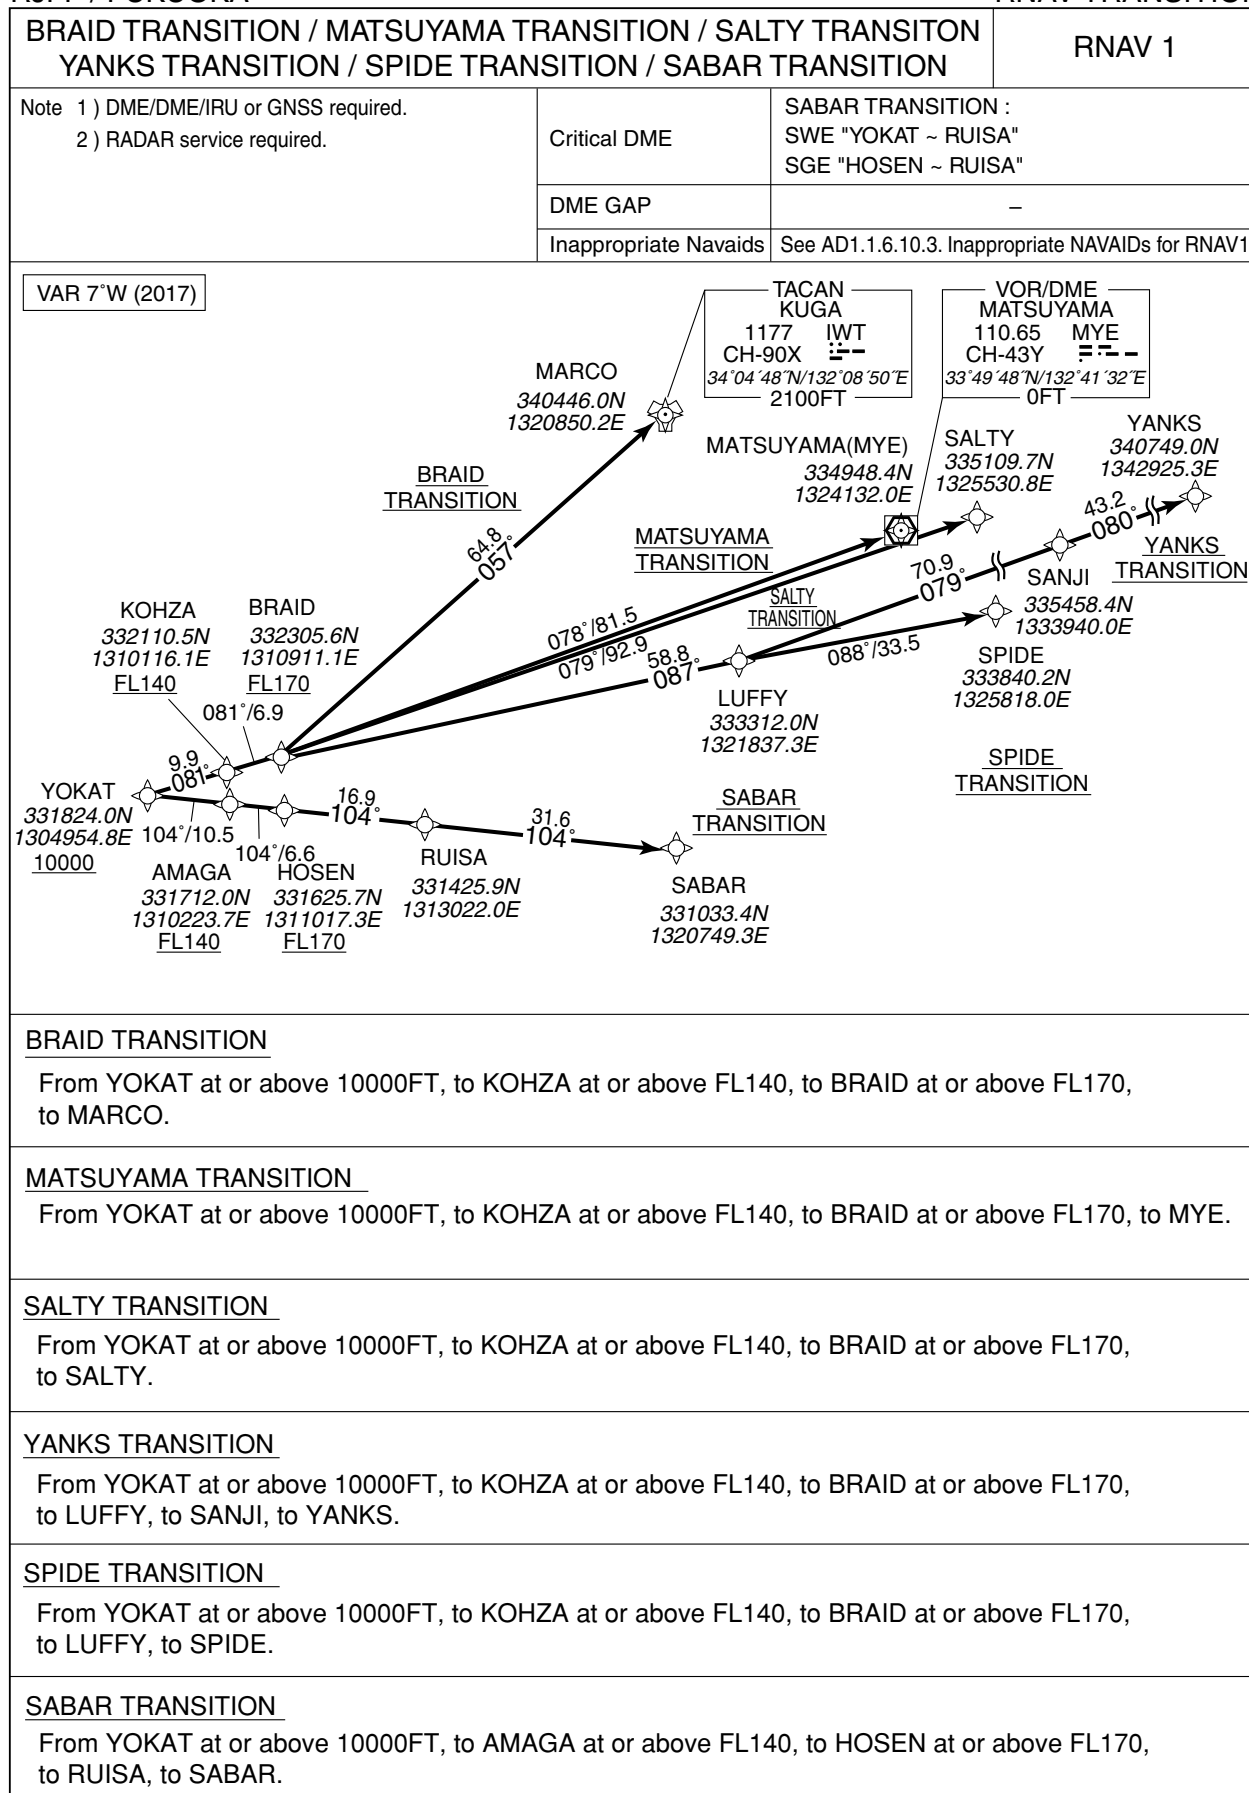 BRAID TRANSITION / MATSUYAMA TRANSITION / SALTY TRANSITON
YANKS TRANSITION / SPIDE TRANSITION / SABAR TRANSITION
RNAV 1
Note 1 ) DME/DME/IRU or GNSS required.
2 ) RADAR service required.
Critical DME
SABAR TRANSITION :
SWE "YOKAT ~ RUISA"
SGE "HOSEN ~ RUISA"
DME GAP
–
Inappropriate Navaids
See AD1.1.6.10.3. Inappropriate NAVAIDs for RNAV1
VAR 7˚W (2017)
TACAN
KUGA
1177 IWT
CH-90X
34˚04´48˝N/132˚08´50˝E
2100FT
VOR/DME
MATSUYAMA
110.65 MYE
CH-43Y
33˚49´48˝N/132˚41´32˝E
0FT
MARCO
340446.0N
1320850.2E
MATSUYAMA(MYE)
334948.4N
1324132.0E
SALTY
335109.7N
1325530.8E
YANKS
340749.0N
1342925.3E
BRAID
TRANSITION
64.8
057˚
MATSUYAMA
TRANSITION
43.2
080˚
YANKS
TRANSITION
70.9
079˚
SANJI
335458.4N
1333940.0E
SALTY
TRANSITION
KOHZA
332110.5N
1310116.1E
FL140
BRAID
332305.6N
1310911.1E
FL170
078˚/81.5
079˚/92.9
58.8
087˚
088˚/33.5
SPIDE
333840.2N
1325818.0E
LUFFY
333312.0N
1321837.3E
081˚/6.9
9.9
081˚
SPIDE
TRANSITION
YOKAT
331824.0N
1304954.8E
10000
104˚/10.5
104˚/6.6
16.9
104˚
31.6
104˚
SABAR
TRANSITION
AMAGA
331712.0N
1310223.7E
FL140
HOSEN
331625.7N
1311017.3E
FL170
RUISA
331425.9N
1313022.0E
SABAR
331033.4N
1320749.3E
BRAID TRANSITION
From YOKAT at or above 10000FT, to KOHZA at or above FL140, to BRAID at or above FL170,
to MARCO.
MATSUYAMA TRANSITION
From YOKAT at or above 10000FT, to KOHZA at or above FL140, to BRAID at or above FL170, to MYE.
SALTY TRANSITION
From YOKAT at or above 10000FT, to KOHZA at or above FL140, to BRAID at or above FL170,
to SALTY.
YANKS TRANSITION
From YOKAT at or above 10000FT, to KOHZA at or above FL140, to BRAID at or above FL170,
to LUFFY, to SANJI, to YANKS.
SPIDE TRANSITION
From YOKAT at or above 10000FT, to KOHZA at or above FL140, to BRAID at or above FL170,
to LUFFY, to SPIDE.
SABAR TRANSITION
From YOKAT at or above 10000FT, to AMAGA at or above FL140, to HOSEN at or above FL170,
to RUISA, to SABAR.